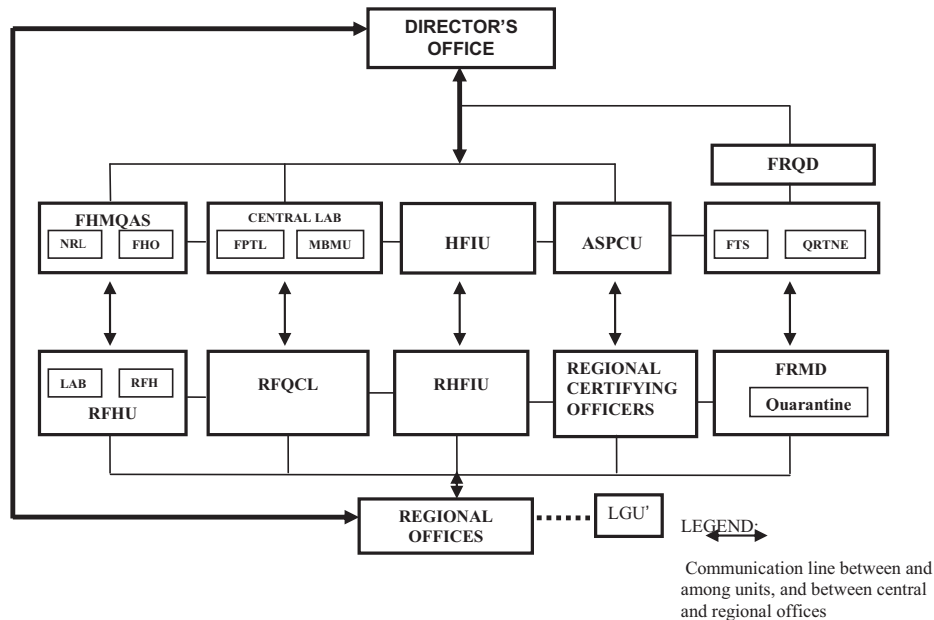 DIRECTOR'S
OFFICE
FRQD
FHMQAS
NRL
FHO
CENTRAL LAB
FPTL
MBMU
HFIU
ASPCU
FTS
QRTNE
LAB
RFH
RFHU
RFQCL
RHFIU
REGIONAL
CERTIFYING
OFFICERS
FRMD
Quarantine
REGIONAL
OFFICES
LGU'
LEGEND:
Communication line between and
among units, and between central
and regional offices